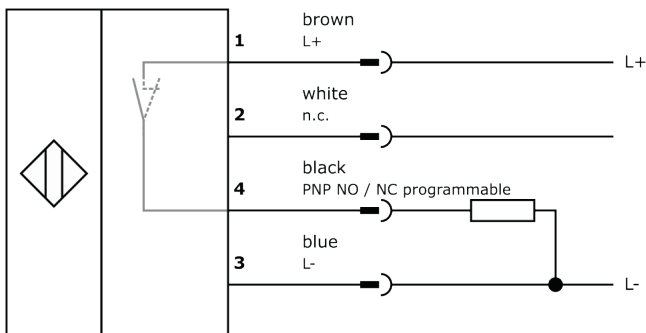 brown
1 L+ L+
white
2 n.c.
black
4 PNP NO / NC programmable
blue
3 L- L-